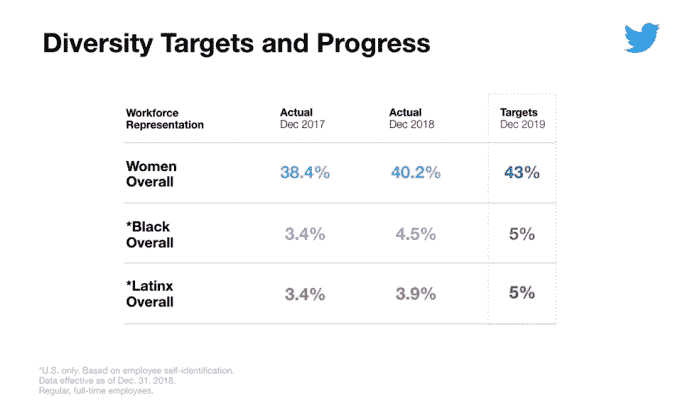 Diversity Targets and Progress
Workforce
Representation
Actual
Dec 2017
Actual
Dec 2018
Targets
Dec 2019
Women
Overall
38.4%
40.2%
43%
*Black
Overall
3.4%
4.5%
5%
*Latinx
Overall
3.4%
3.9%
5%
*U.S. only. Based on employee self-identification.
Data effective as of Dec. 31, 2018.
Regular, full-time employees.